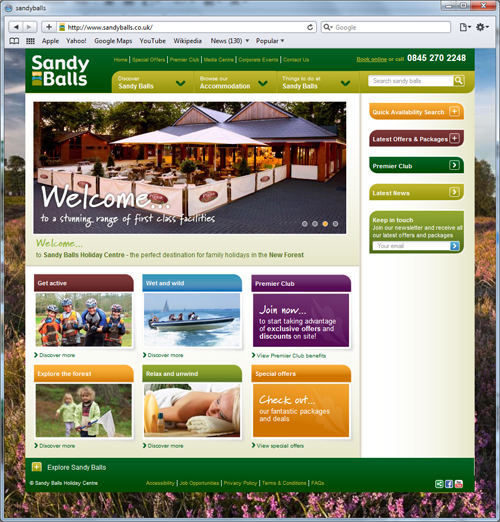 sandyballs
http://www.sandyballs.co.uk/
Google
Apple Yahoo! Google Maps YouTube Wikipedia News (130) Popular
Sandy Balls
Home | Special Offers | Premier Club | Media Centre | Corporate Events | Contact Us
Book online or call 0845 270 2248
Discover
Sandy Balls
Browse our
Accommodation
Things to do at
Sandy Balls
Search sandy balls
Welcome...
to a stunning range of first class facilities
Quick Availability Search
Latest Offers & Packages
Premier Club
Latest News
Keep in touch
Join our newsletter and receive all
our latest offers and packages
Your email
Welcome...
to Sandy Balls Holiday Centre - the perfect destination for family holidays in the New Forest
Get active
Discover more
Wet and wild
Discover more
Premier Club
Join now...
to start taking advantage
of exclusive offers and
discounts on site!
View Premier Club benefits
Explore the forest
Discover more
Relax and unwind
Discover more
Special offers
Check out...
our fantastic packages
and deals
View special offers
Explore Sandy Balls
© Sandy Balls Holiday Centre
Accessibility | Job Opportunities | Privacy Policy | Terms & Conditions | FAQs